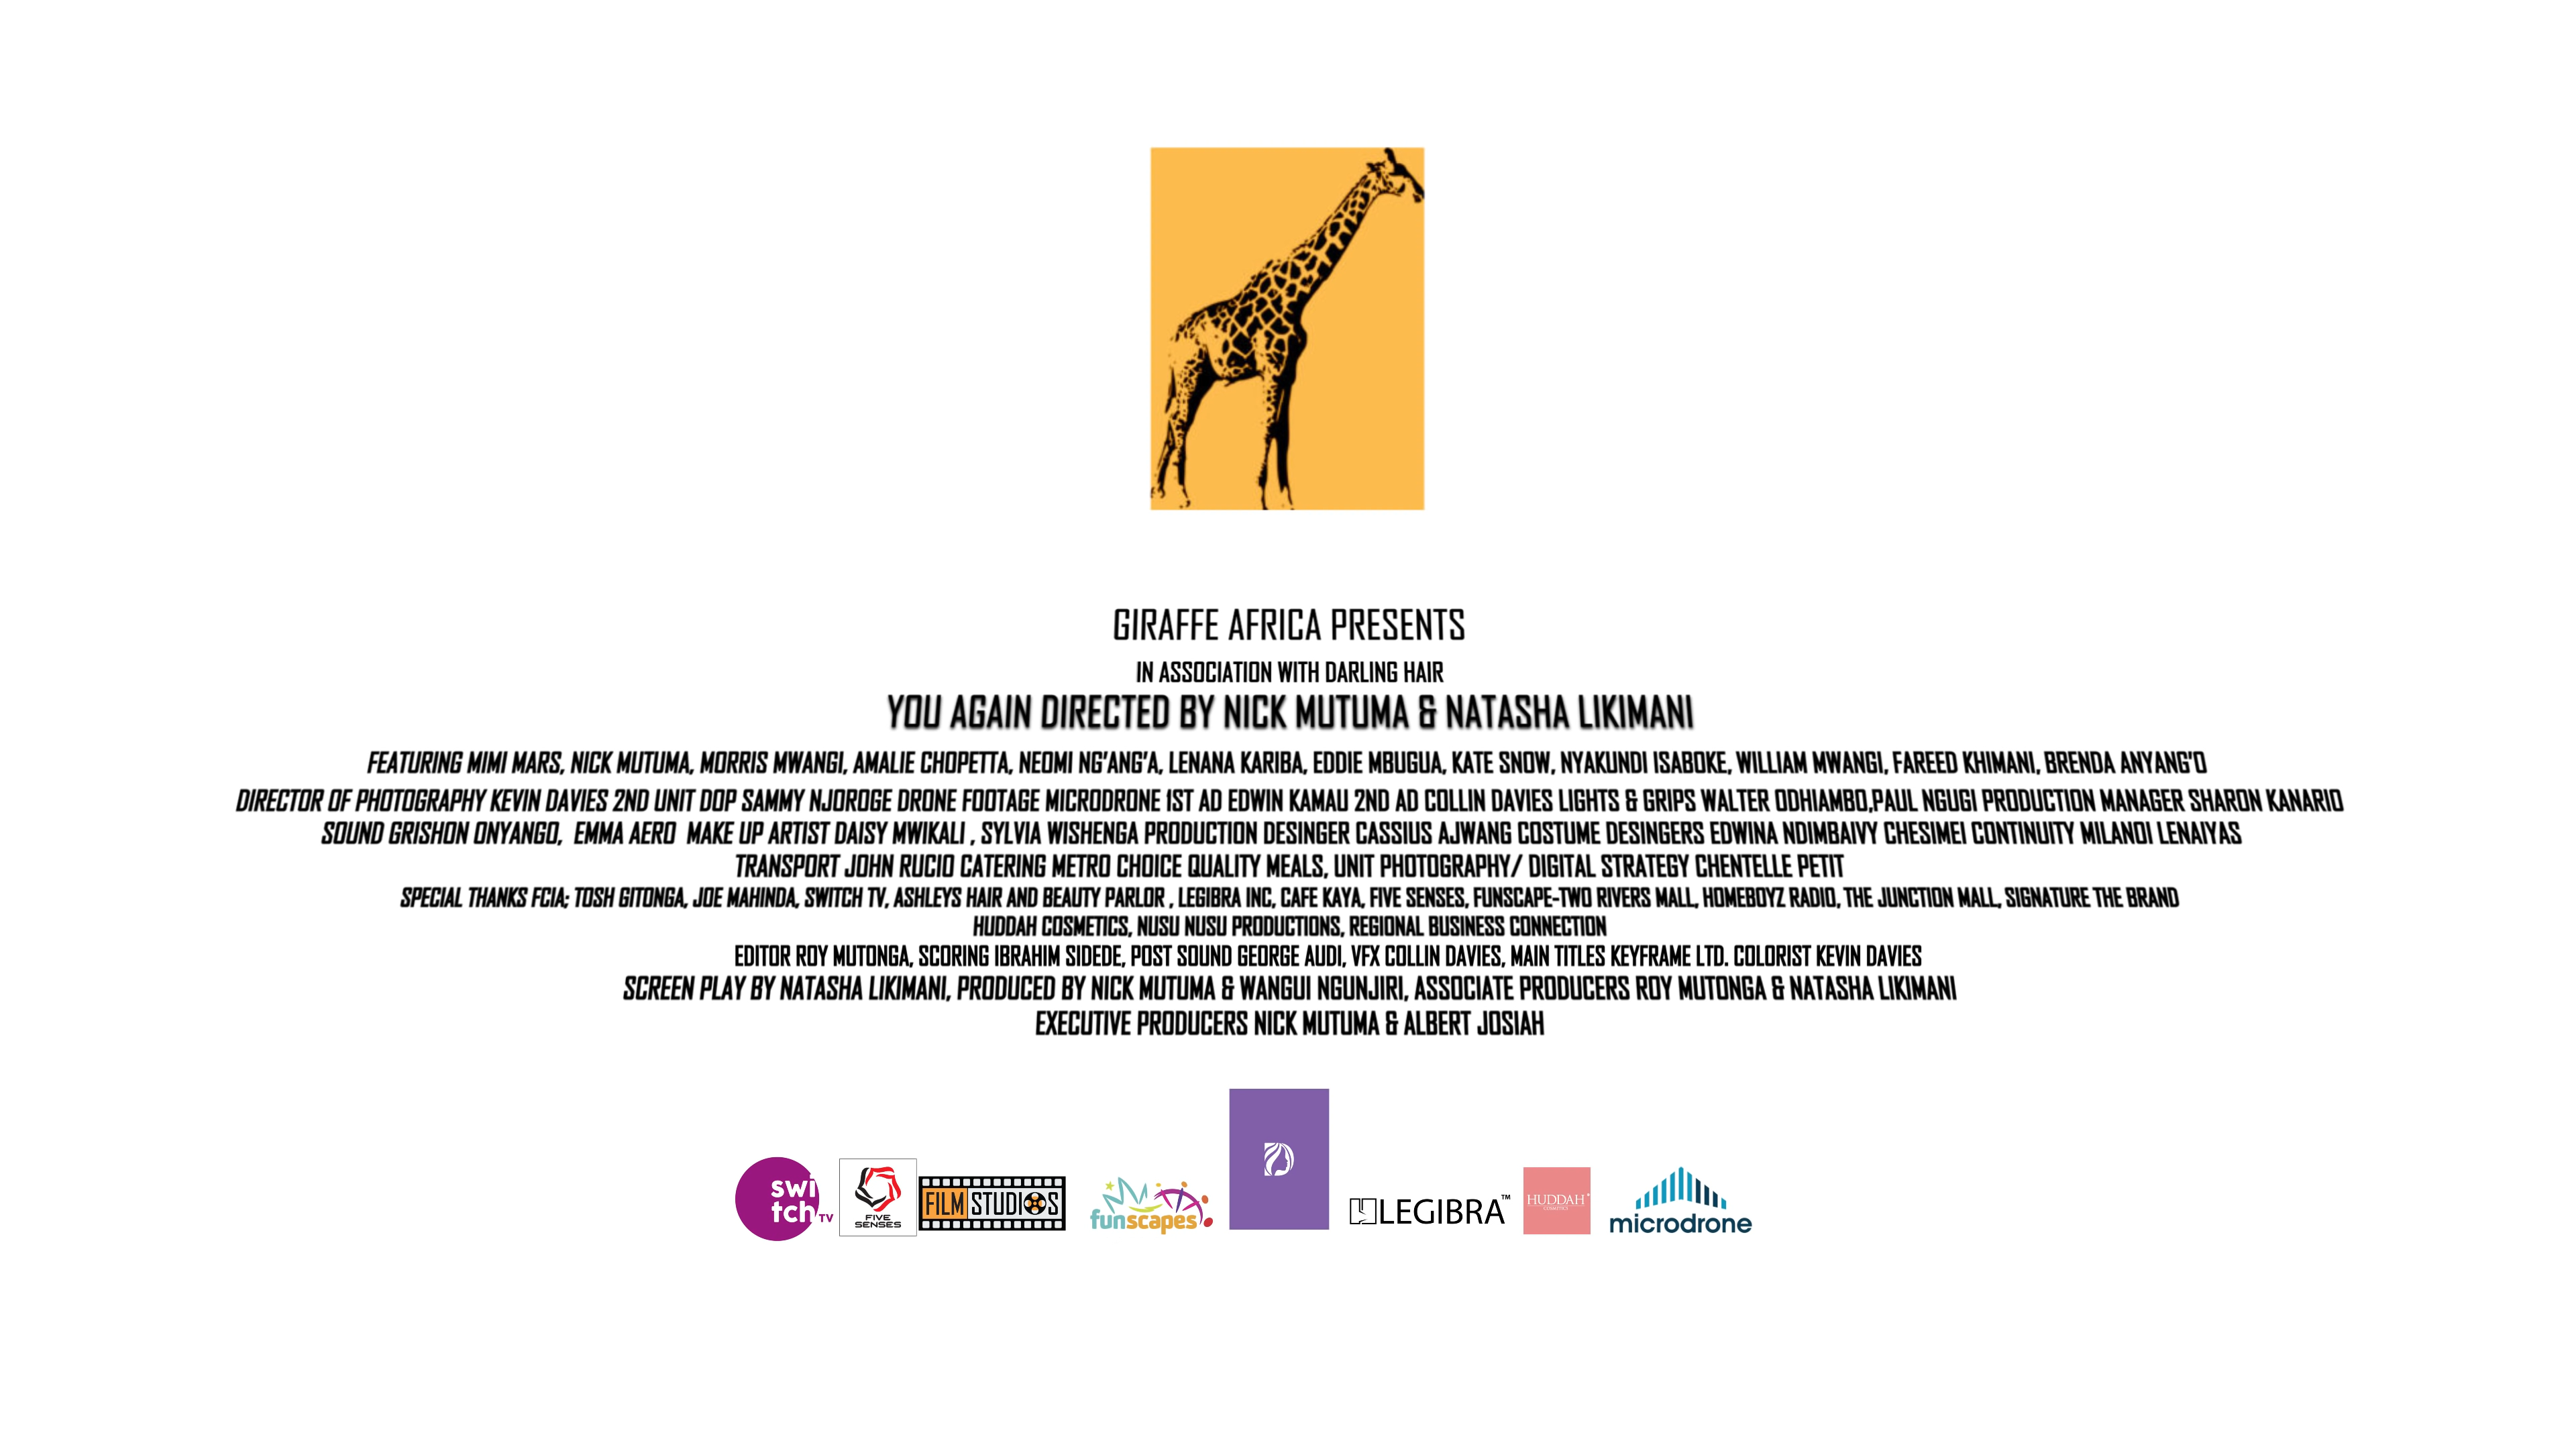 GIRAFFE AFRICA PRESENTS
IN ASSOCIATION WITH DARLING HAIR
YOU AGAIN DIRECTED BY NICK MUTUMA & NATASHA LIKIMANI
FEATURING MIMI MARS, NICK MUTUMA, MORRIS MWANGI, AMALIE CHOPETTA, NEOMI NG'ANG'A, LENANA KARIBA, EDDIE MBUGUA, KATE SNOW, NYAKUNDI ISABOKE, WILLIAM MWANGI, FAREED KHIMANI, BRENDA ANYANG'O
DIRECTOR OF PHOTOGRAPHY KEVIN DAVIES 2ND UNIT DOP SAMMY NJOROGE DRONE FOOTAGE MICRODRONE 1ST AD EDWIN KAMAU 2ND AD COLLIN DAVIES LIGHTS & GRIPS WALTER ODHIAMBO,PAUL NGUGI PRODUCTION MANAGER SHARON KANARIO
SOUND GRISHON ONYANGO, EMMA AERO MAKE UP ARTIST DAISY MWIKALI , SYLVIA WISHENGA PRODUCTION DESINGER CASSIUS AJWANG COSTUME DESINGERS EDWINA NDIMBAIVY CHESIMEI CONTINUITY MILANOI LENAIYAS
TRANSPORT JOHN RUCIO CATERING METRO CHOICE QUALITY MEALS, UNIT PHOTOGRAPHY/ DIGITAL STRATEGY CHENTELLE PETIT
SPECIAL THANKS FCIA; TOSH GITONGA, JOE MAHINDA, SWITCH TV, ASHLEYS HAIR AND BEAUTY PARLOR , LEGIBRA INC, CAFE KAYA, FIVE SENSES, FUNSCAPE-TWO RIVERS MALL, HOMEBOYZ RADIO, THE JUNCTION MALL, SIGNATURE THE BRAND
HUDDAH COSMETICS, NUSU NUSU PRODUCTIONS, REGIONAL BUSINESS CONNECTION
EDITOR ROY MUTONGA, SCORING IBRAHIM SIDEDE, POST SOUND GEORGE AUDI, VFX COLLIN DAVIES, MAIN TITLES KEYFRAME LTD. COLORIST KEVIN DAVIES
SCREEN PLAY BY NATASHA LIKIMANI, PRODUCED BY NICK MUTUMA & WANGUI NGUNJIRI, ASSOCIATE PRODUCERS ROY MUTONGA & NATASHA LIKIMANI
EXECUTIVE PRODUCERS NICK MUTUMA & ALBERT JOSIAH
swi
tch TV
FIVE
SENSES
FILM STUDIOS
funscapes
D
LEGIBRA™
HUDDAH
COSMETICS
microdrone